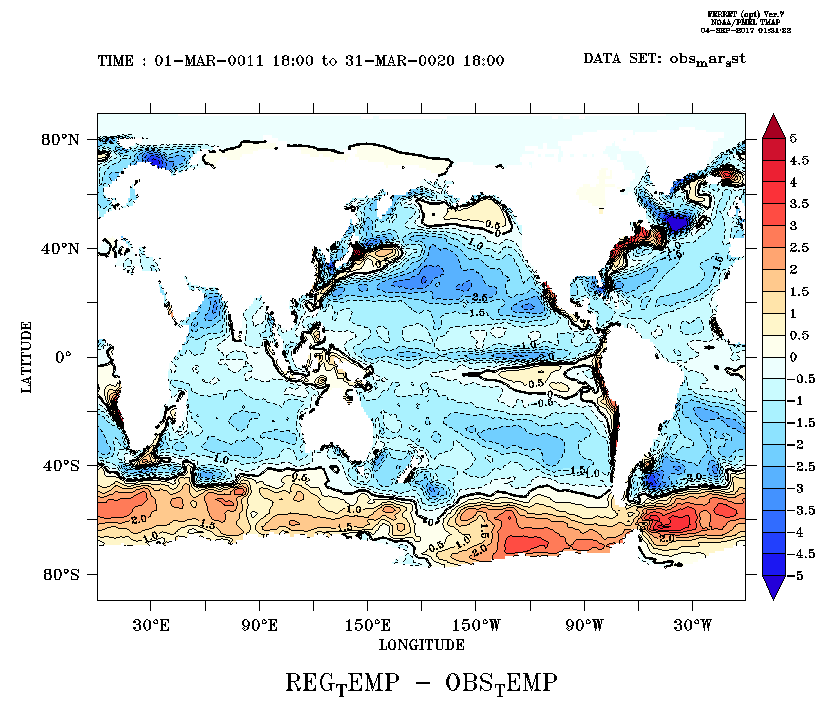 FERRET (opt) Ver.7
NOAA/PMEL TMAP
04-SEP-2017 01:31:22
TIME : 01-MAR-0011 18:00 to 31-MAR-0020 18:00
DATA SET: obs_mar_sst
80°N
40°N
0°
40°S
80°S
LATITUDE
30°E 90°E 150°E 150°W 90°W 30°W
LONGITUDE
5
4.5
4
3.5
3
2.5
2
1.5
1
0.5
0
-0.5
-1
-1.5
-2
-2.5
-3
-3.5
-4
-4.5
-5
REG_TEMP - OBS_TEMP